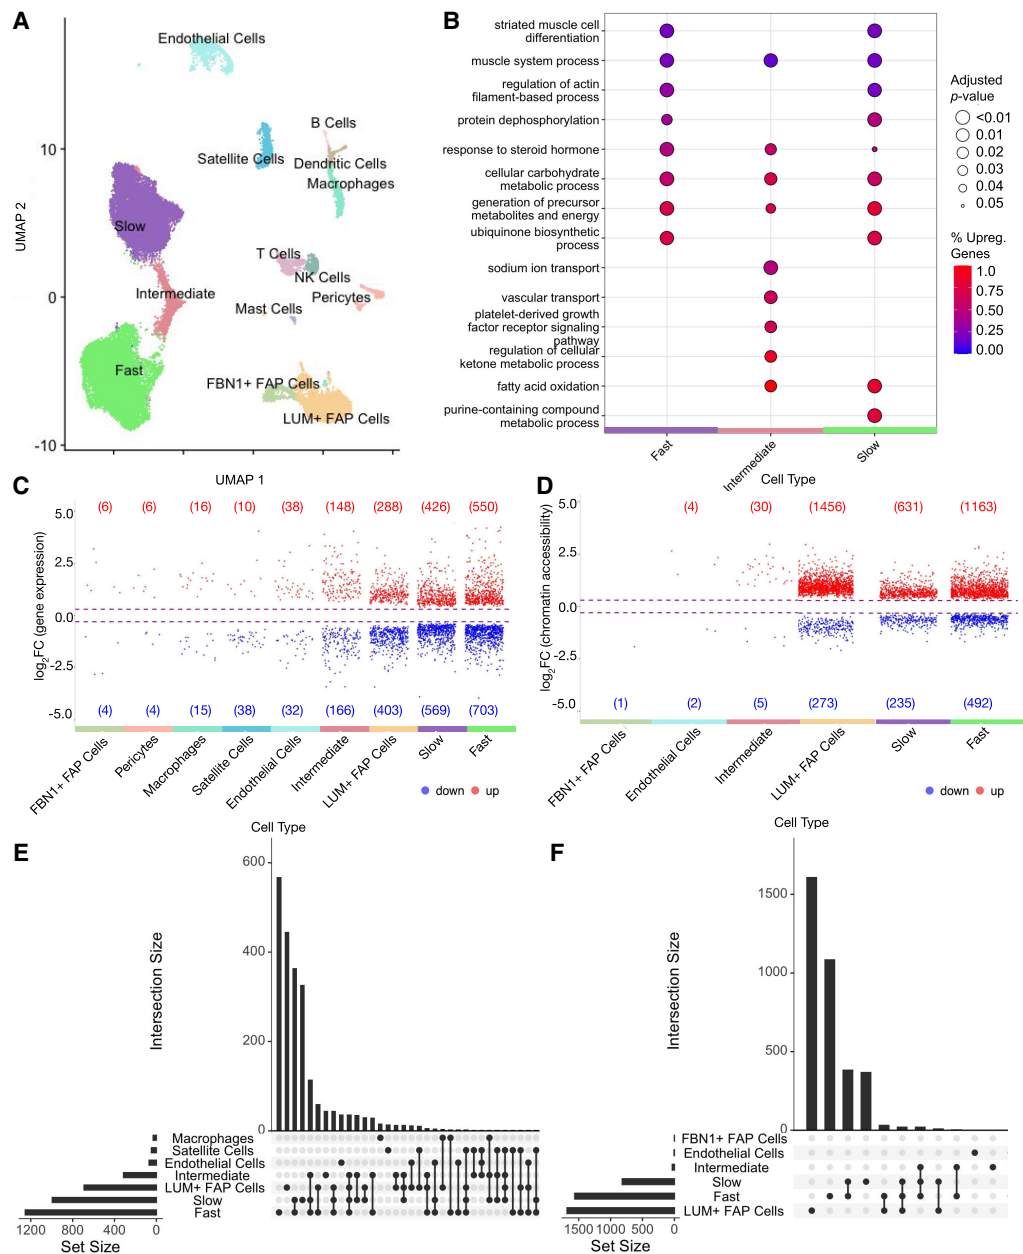 A
Endothelial Cells
10
B Cells
Satellite Cells
Dendritic Cells
Macrophages
Slow
UMAP 2
T Cells
NK Cells
Intermediate
0
Pericytes
Mast Cells
Fast
FBN1+ FAP Cells
LUM+ FAP Cells
-10
UMAP 1
B
striated muscle cell
differentiation
muscle system process
regulation of actin
filament-based process
protein dephosphorylation
response to steroid hormone
cellular carbohydrate
metabolic process
generation of precursor
metabolites and energy
ubiquinone biosynthetic
process
sodium ion transport
vascular transport
platelet-derived growth
factor receptor signaling
pathway
regulation of cellular
ketone metabolic process
fatty acid oxidation
purine-containing compound
metabolic process
Fast
Intermediate
Slow
Cell Type
Adjusted
p-value
<0.01
0.01
0.02
0.03
0.04
0.05
% Upreg.
Genes
1.0
0.75
0.50
0.25
0.00
C
log2FC (gene expression)
5.0
2.5
0.0
-2.5
-5.0
(6) (6) (16) (10) (38) (148) (288) (426) (550)
(4) (4) (15) (38) (32) (166) (403) (569) (703)
FBN1+ FAP Cells
Pericytes
Macrophages
Satellite Cells
Endothelial Cells
Intermediate
LUM+ FAP Cells
Slow
Fast
down up
Cell Type
D
log2FC (chromatin accessibility)
5.0
2.5
0.0
-2.5
-5.0
(4) (30) (1456) (631) (1163)
(1) (2) (5) (273) (235) (492)
FBN1+ FAP Cells
Endothelial Cells
Intermediate
LUM+ FAP Cells
Slow
Fast
down up
Cell Type
E
Intersection Size
600
400
200
0
Macrophages
Satellite Cells
Endothelial Cells
Intermediate
LUM+ FAP Cells
Slow
Fast
1200 800 400 0
Set Size
F
Intersection Size
1500
1000
500
0
FBN1+ FAP Cells
Endothelial Cells
Intermediate
Slow
Fast
LUM+ FAP Cells
1500 1000 500 0
Set Size